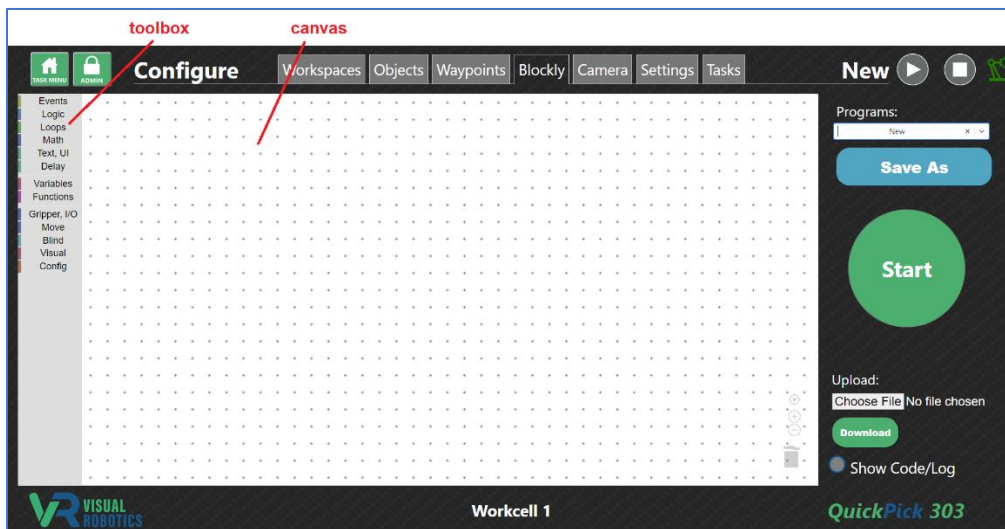 toolbox
canvas
TASK MENU
ADMIN
Configure
Workspaces
Objects
Waypoints
Blockly
Camera
Settings
Tasks
New
Events
Logic
Loops
Math
Text, UI
Delay
Variables
Functions
Gripper, I/O
Move
Blind
Visual
Config
Programs:
New
Save As
Start
Upload:
Choose File No file chosen
Download
Show Code/Log
VR VISUAL
ROBOTICS
Workcell 1
QuickPick 303